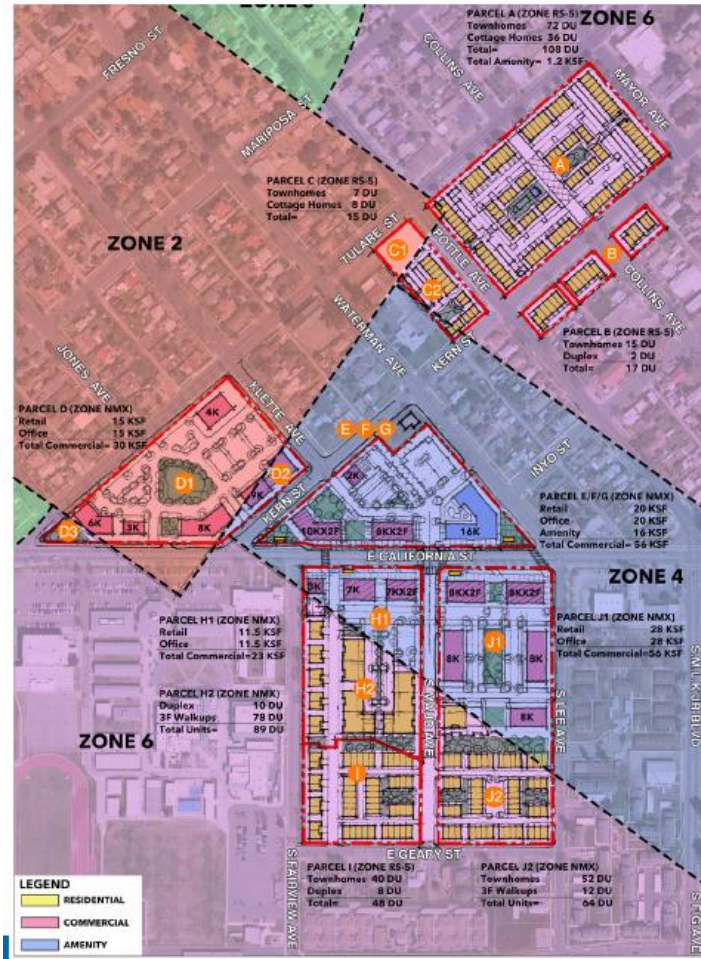 ZONE 6
PARCEL A (ZONE RS-5)
Townhomes 72 DU
Cottage Homes 36 DU
Total= 108 DU
Total Amenity= 1.2 KSF
FRESNO ST
MARIPOSA ST
COLLINS AVE
MAYOR AVE
A
PARCEL C (ZONE RS-5)
Townhomes 7 DU
Cottage Homes 8 DU
Total= 15 DU
ZONE 2
TULARE ST
C1
POTTLE AVE
C2
B
COLLINS AVE
WATERMAN AVE
KERN ST
PARCEL B (ZONE RS-5)
Townhomes 15 DU
Duplex 2 DU
Total= 17 DU
JONES AVE
KLETTE AVE
PARCEL D (ZONE NMX)
Retail 15 KSF
Office 15 KSF
Total Commercial= 30 KSF
4K
E F G
INYO ST
D1
D2
2K
9K
KERN ST
D3
6K
3K
8K
10KX2F
8KX2F
16K
PARCEL E/F/G (ZONE NMX)
Retail 20 KSF
Office 20 KSF
Amenity 16 KSF
Total Commercial= 56 KSF
E CALIFORNIA ST
ZONE 4
7K
7KX2F
8KX2F
8KX2F
PARCEL H1 (ZONE NMX)
Retail 11.5 KSF
Office 11.5 KSF
Total Commercial=23 KSF
H1
J1
8K
8K
8K
PARCEL J1 (ZONE NMX)
Retail 28 KSF
Office 28 KSF
Total Commercial=56 KSF
PARCEL H2 (ZONE NMX)
Duplex 10 DU
3F Walkups 78 DU
Total Units= 89 DU
H2
S WALDO AVE
S LEE AVE
S M L K JR BLVD
ZONE 6
I
J2
E GEARY ST
S FAIRVIEW AVE
PARCEL I (ZONE RS-5)
Townhomes 40 DU
Duplex 8 DU
Total= 48 DU
PARCEL J2 (ZONE NMX)
Townhomes 52 DU
3F Walkups 12 DU
Total Units= 64 DU
LEGEND
RESIDENTIAL
COMMERCIAL
AMENITY